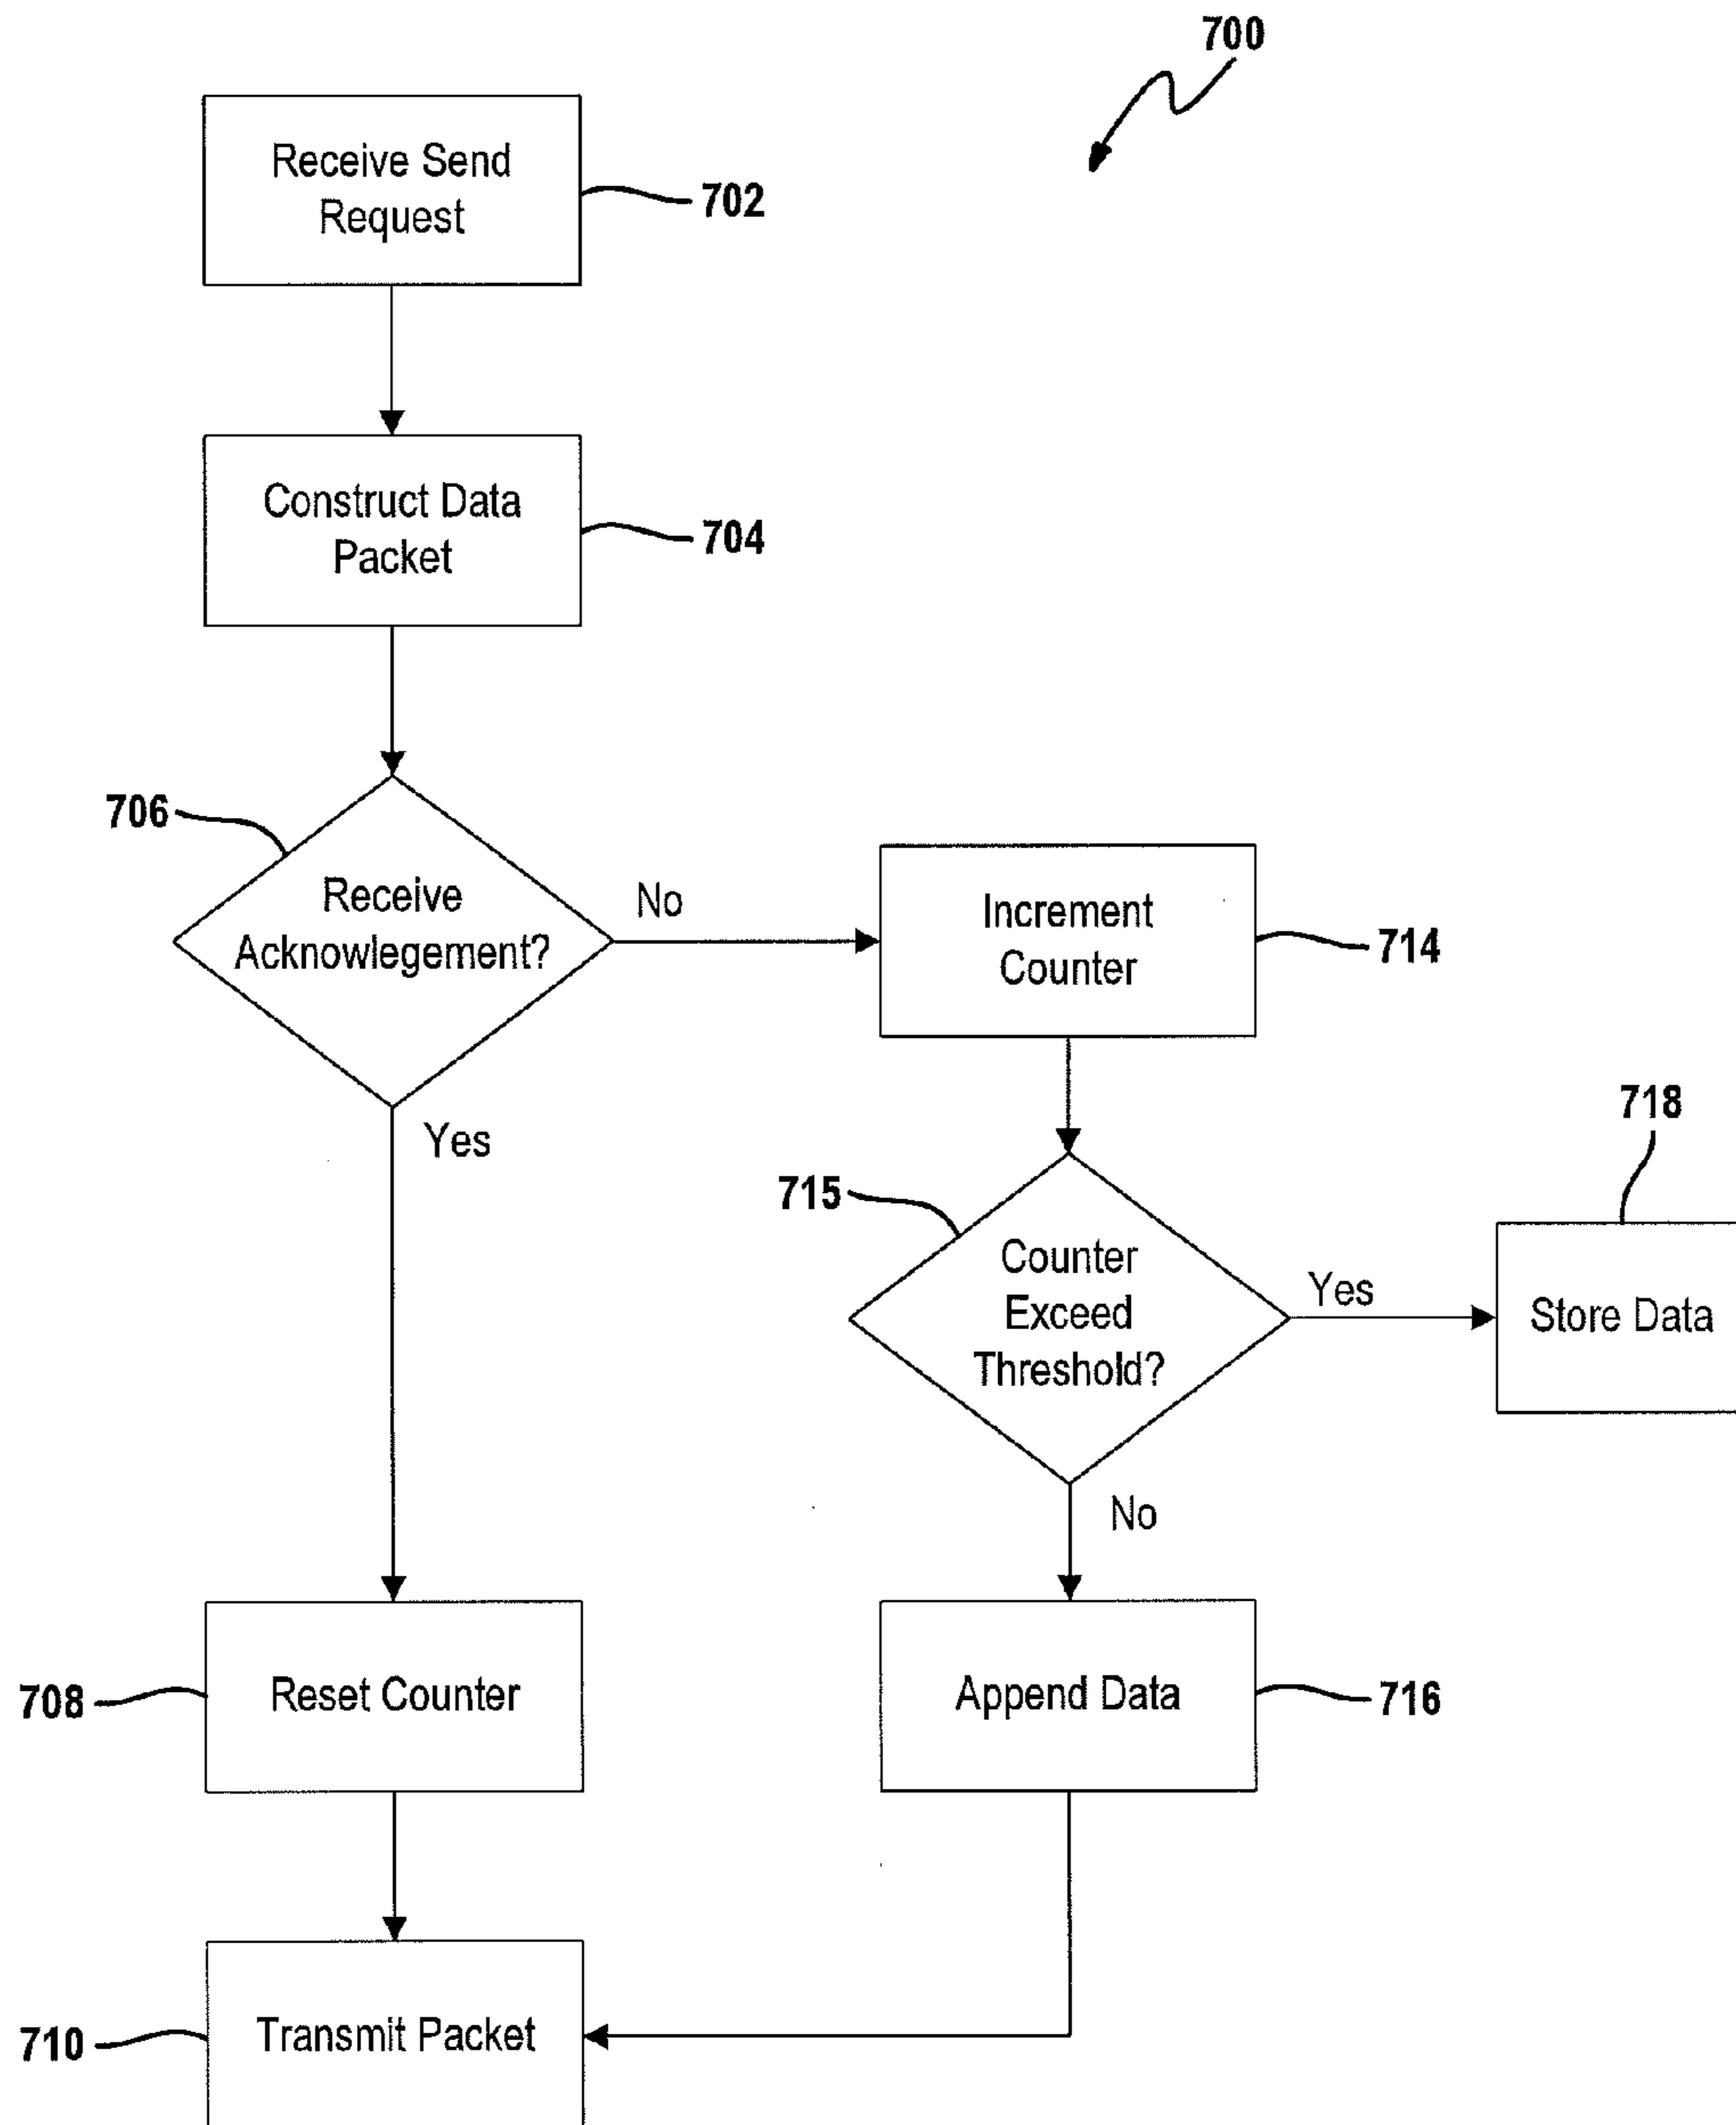 700
Receive Send
Request
702
Construct Data
Packet
704
706
Receive
Acknowlegement?
No
Yes
Increment
Counter
714
715
Counter
Exceed
Threshold?
Yes
No
718
Store Data
708
Reset Counter
Append Data
716
710
Transmit Packet